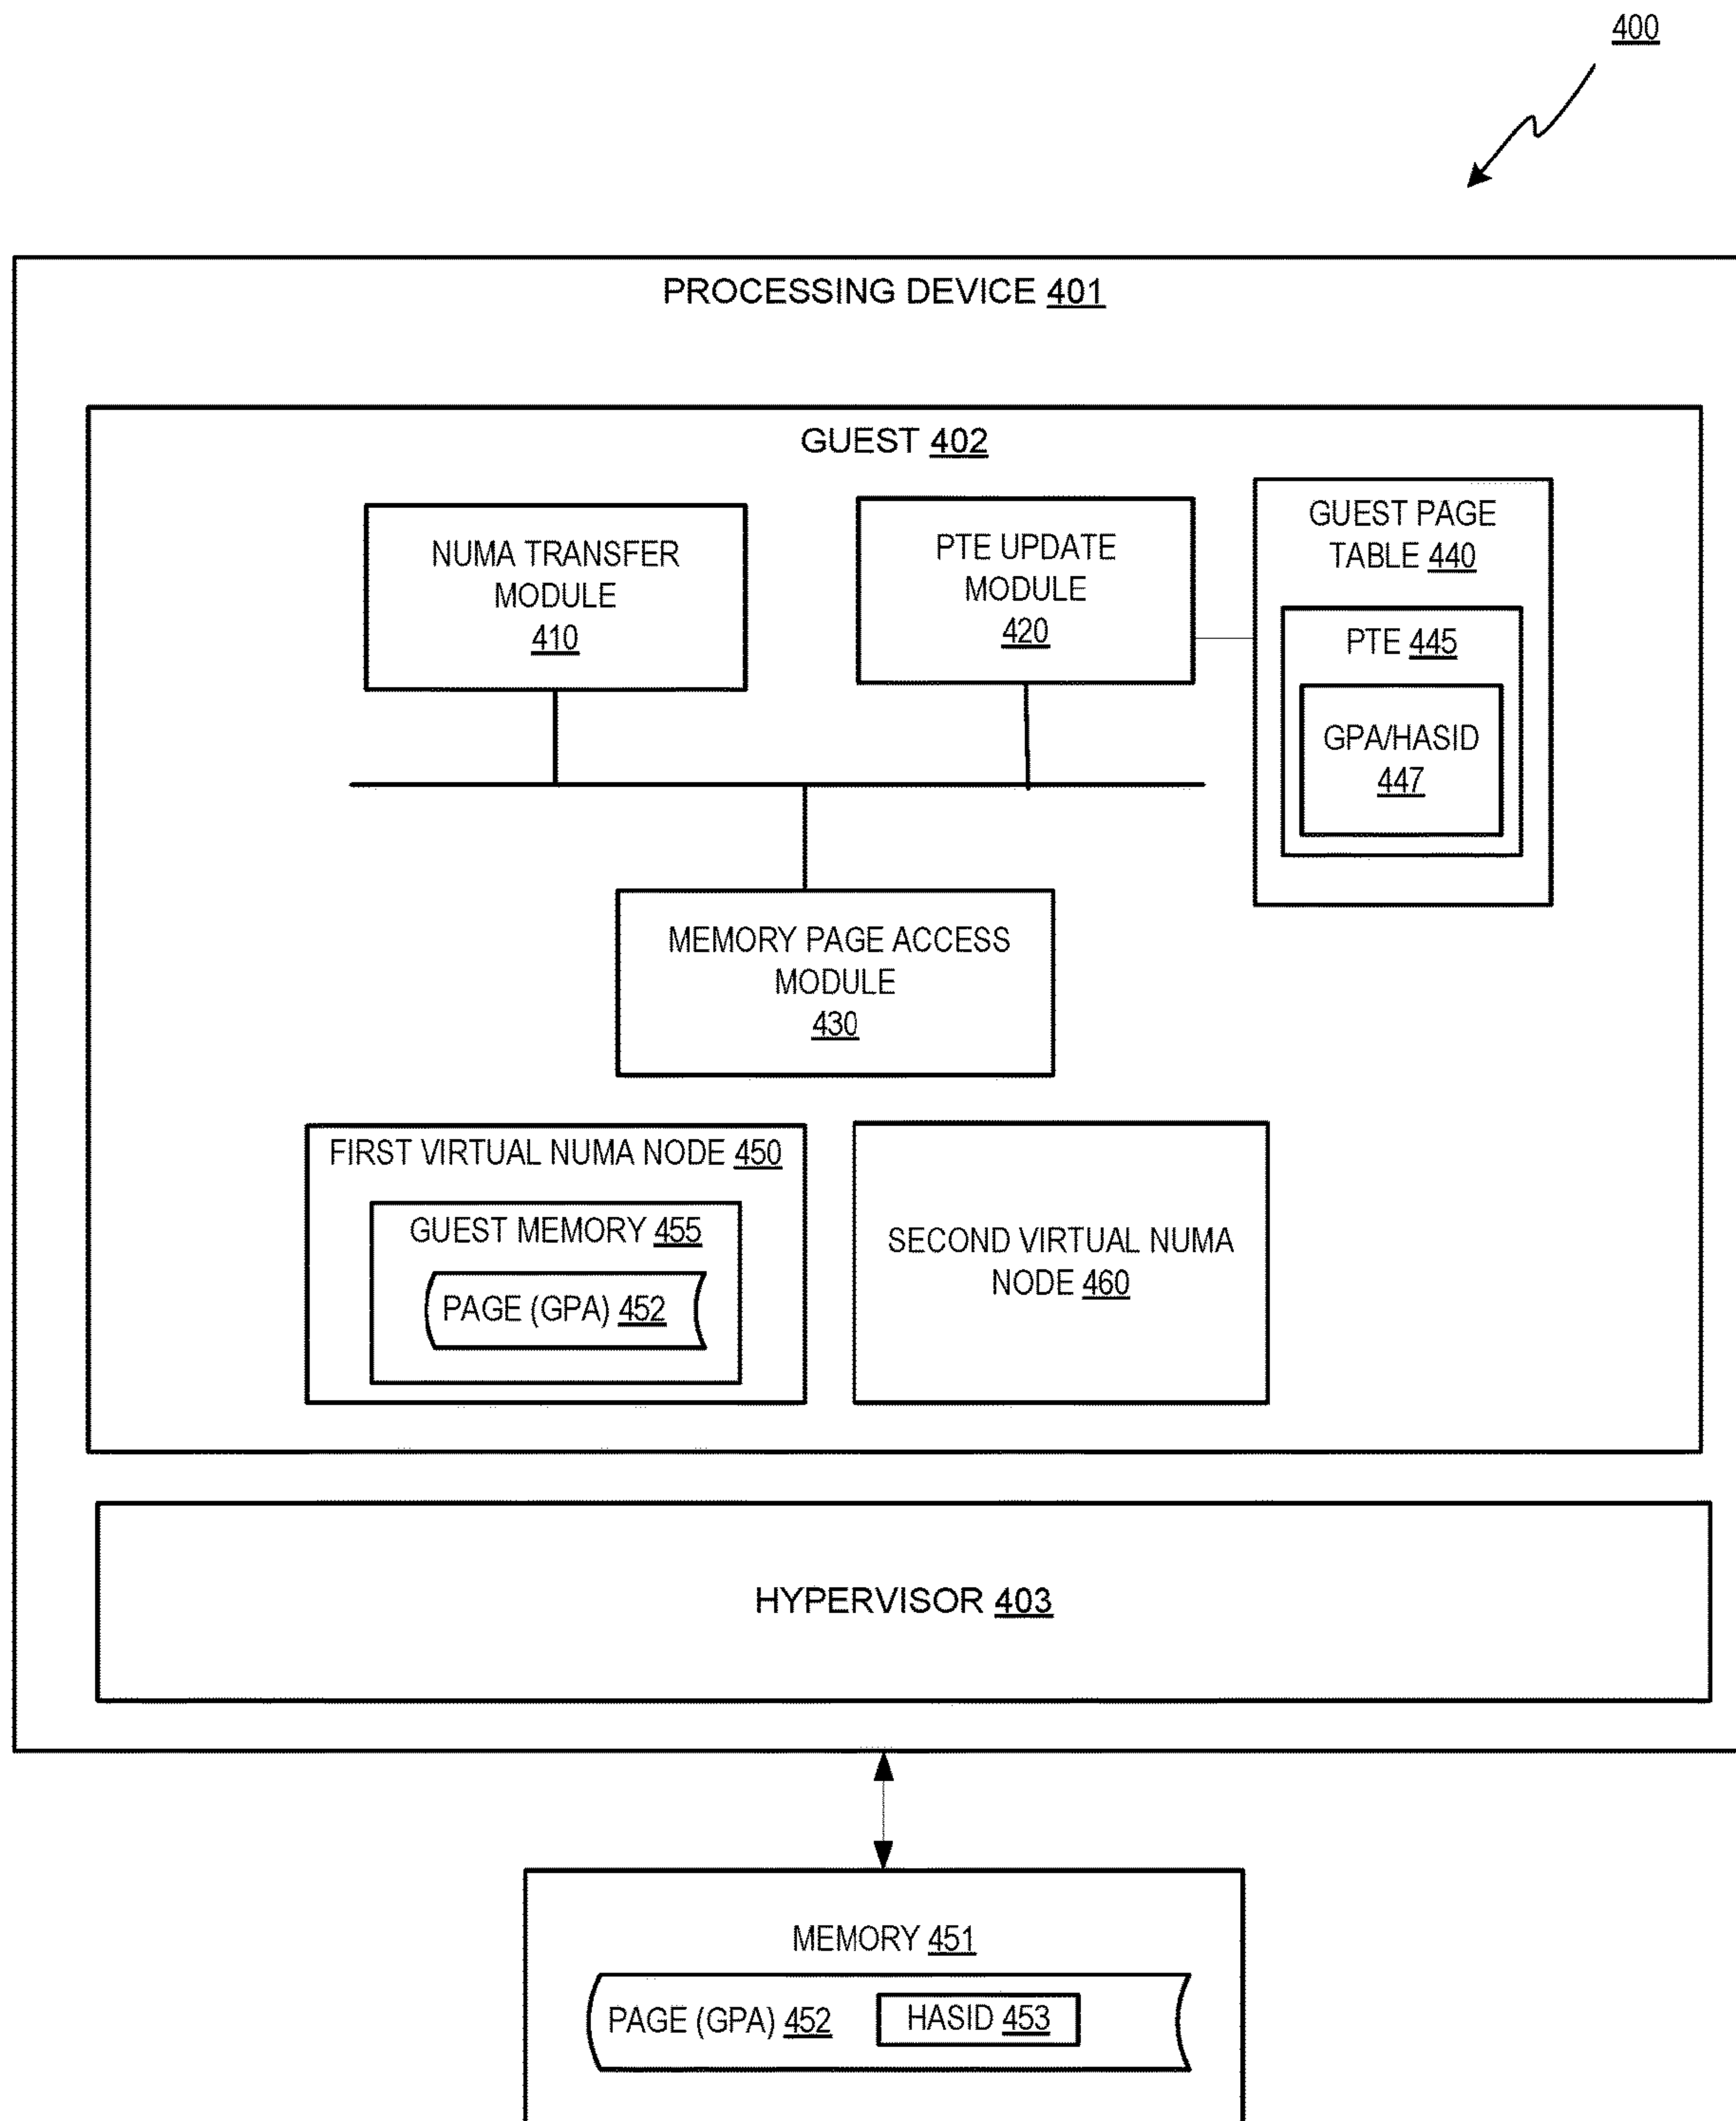 400
PROCESSING DEVICE 401
GUEST 402
NUMA TRANSFER
MODULE
410
PTE UPDATE
MODULE
420
GUEST PAGE
TABLE 440
PTE 445
GPA/HASID
447
MEMORY PAGE ACCESS
MODULE
430
FIRST VIRTUAL NUMA NODE 450
GUEST MEMORY 455
PAGE (GPA) 452
SECOND VIRTUAL NUMA
NODE 460
HYPERVISOR 403
MEMORY 451
PAGE (GPA) 452
HASID 453